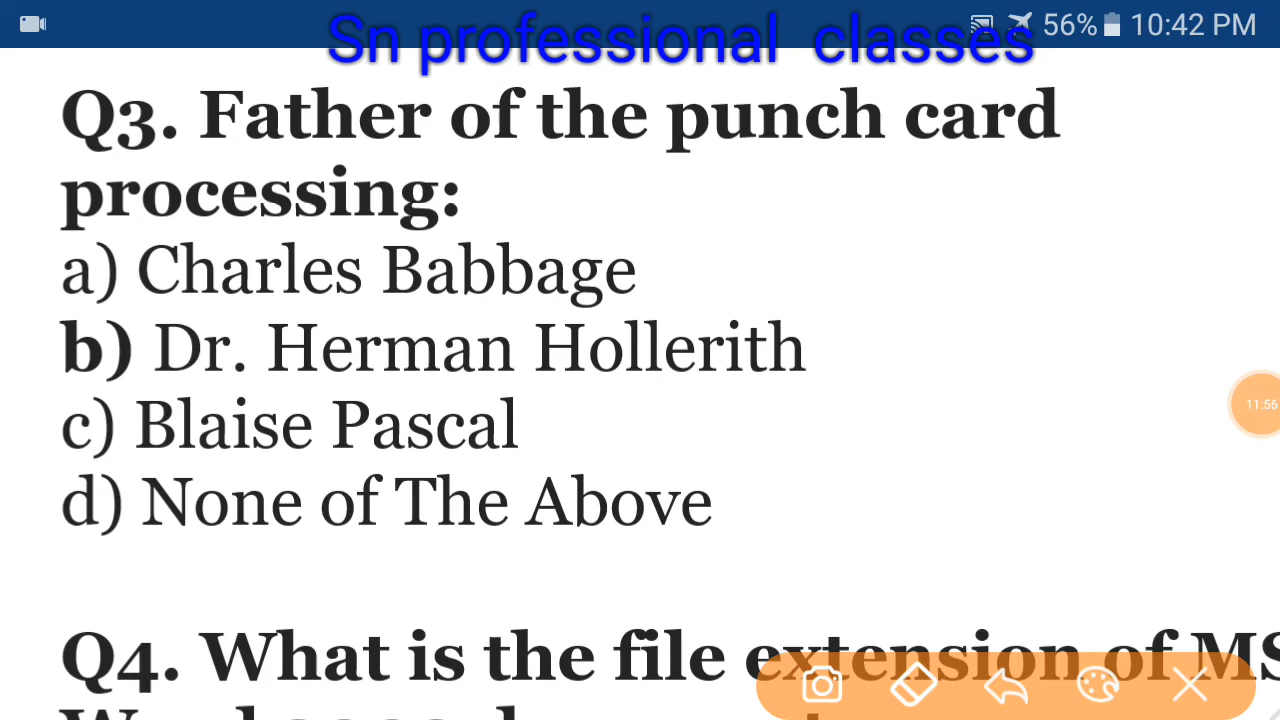 Sn professional classes
56% 10:42 PM
Q3. Father of the punch card
processing:
a) Charles Babbage
b) Dr. Herman Hollerith
c) Blaise Pascal
d) None of The Above
11:56
Q4. What is the file extension of MS